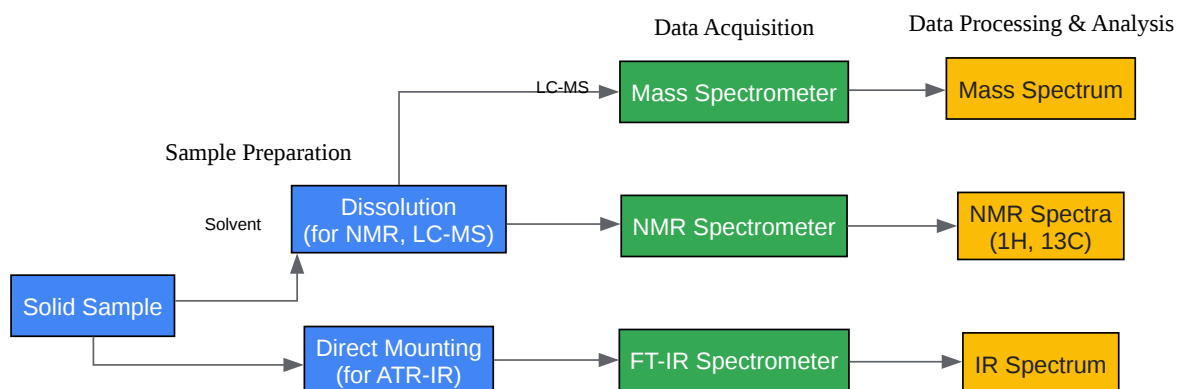 Data Acquisition
Data Processing & Analysis
LC-MS
Mass Spectrometer
Mass Spectrum
Sample Preparation
Solvent
Dissolution
(for NMR, LC-MS)
NMR Spectrometer
NMR Spectra
(1H, 13C)
Solid Sample
Direct Mounting
(for ATR-IR)
FT-IR Spectrometer
IR Spectrum